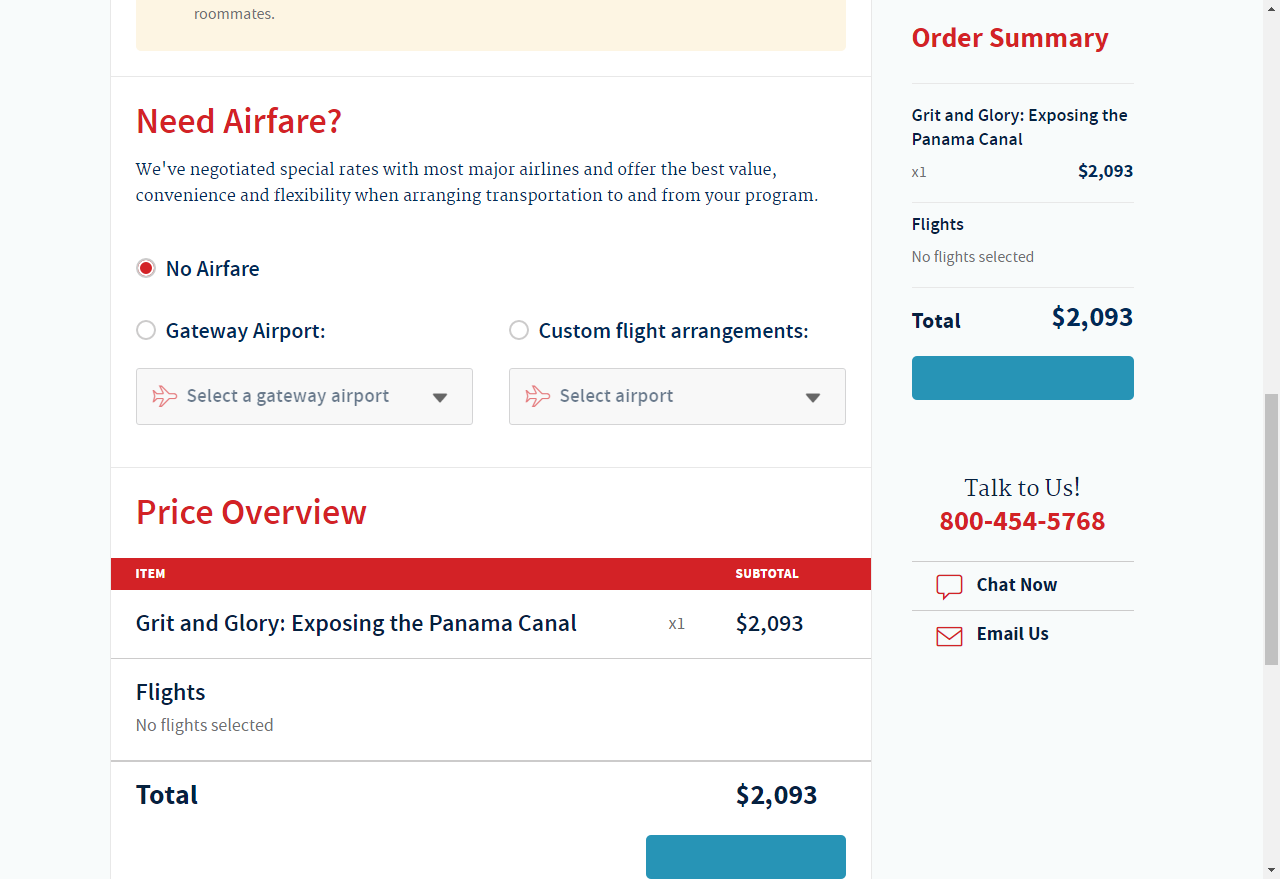 roommates.
Need Airfare?
We've negotiated special rates with most major airlines and offer the best value,
convenience and flexibility when arranging transportation to and from your program.
No Airfare
Gateway Airport:
Custom flight arrangements:
Select a gateway airport
Select airport
Price Overview
ITEM SUBTOTAL
Grit and Glory: Exposing the Panama Canal x1 $2,093
Flights
No flights selected
Total $2,093
Order Summary
Grit and Glory: Exposing the
Panama Canal
x1 $2,093
Flights
No flights selected
Total $2,093
Talk to Us!
800-454-5768
Chat Now
Email Us